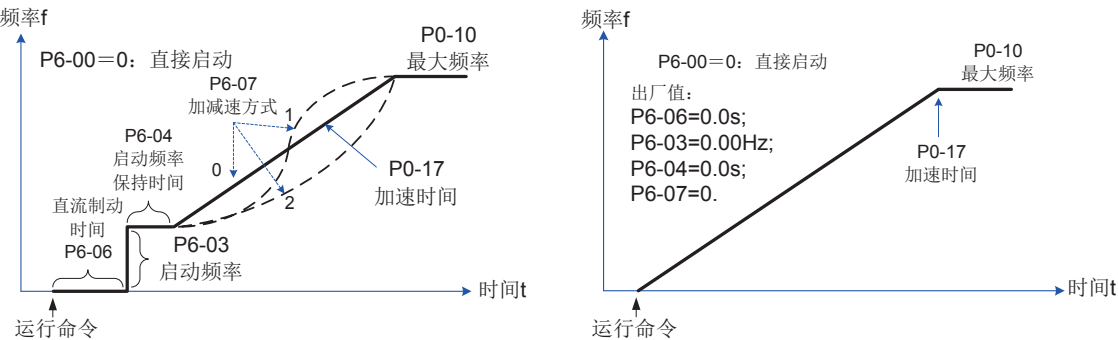 频率f
P6-00＝0：直接启动
P0-10
最大频率
P6-07
加减速方式
1
P6-04
启动频率
保持时间
0
P0-17
加速时间
2
直流制动
时间
P6-06
P6-03
启动频率
时间t
运行命令
频率f
P6-00＝0：直接启动
P0-10
最大频率
出厂值：
P6-06=0.0s;
P6-03=0.00Hz;
P6-04=0.0s;
P6-07=0.
P0-17
加速时间
时间t
运行命令